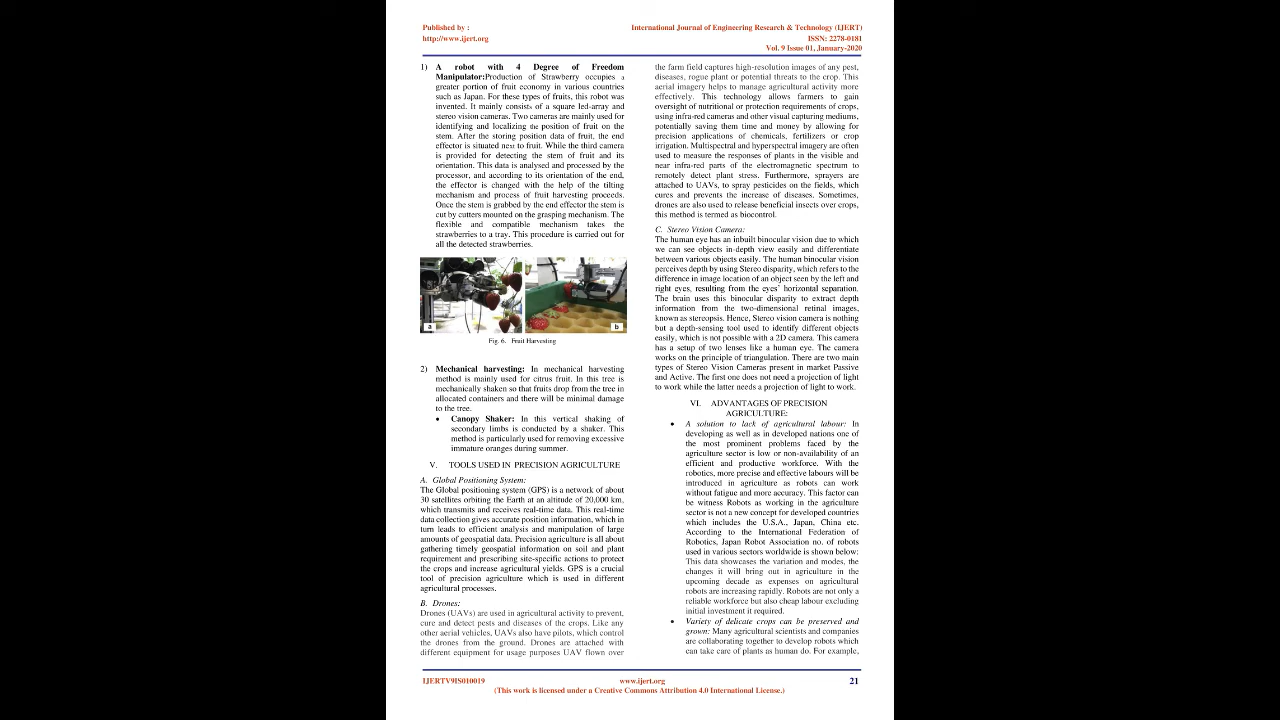 Published by :
http://www.ijert.org
International Journal of Engineering Research & Technology (IJERT)
ISSN: 2278-0181
Vol. 9 Issue 01, January-2020
1) A robot with 4 Degree of Freedom
Manipulator:Production of Strawberry occupies a
greater portion of fruit economy in various countries
such as Japan. For these types of fruits, this robot was
invented. It mainly consists of a square led-array and
stereo vision cameras. Two cameras are mainly used for
identifying and localizing the position of fruit on the
stem. After the storing position data of fruit, the end
effector is situated next to fruit. While the third camera
is provided for detecting the stem of fruit and its
orientation. This data is analysed and processed by the
processor, and according to its orientation of the end,
the effector is changed with the help of the tilting
mechanism and process of fruit harvesting proceeds.
Once the stem is grabbed by the end effector the stem is
cut by cutters mounted on the grasping mechanism. The
flexible and compatible mechanism takes the
strawberries to a tray. This procedure is carried out for
all the detected strawberries.
a
b
Fig. 6. Fruit Harvesting
2) Mechanical harvesting: In mechanical harvesting
method is mainly used for citrus fruit. In this tree is
mechanically shaken so that fruits drop from the tree in
allocated containers and there will be minimal damage
to the tree.
• Canopy Shaker: In this vertical shaking of
secondary limbs is conducted by a shaker. This
method is particularly used for removing excessive
immature oranges during summer.
V. TOOLS USED IN PRECISION AGRICULTURE
A. Global Positioning System:
The Global positioning system (GPS) is a network of about
30 satellites orbiting the Earth at an altitude of 20,000 km,
which transmits and receives real-time data. This real-time
data collection gives accurate position information, which in
turn leads to efficient analysis and manipulation of large
amounts of geospatial data. Precision agriculture is all about
gathering timely geospatial information on soil and plant
requirement and prescribing site-specific actions to protect
the crops and increase agricultural yields. GPS is a crucial
tool of precision agriculture which is used in different
agricultural processes.
B. Drones:
Drones (UAVs) are used in agricultural activity to prevent,
cure and detect pests and diseases of the crops. Like any
other aerial vehicles, UAVs also have pilots, which control
the drones from the ground. Drones are attached with
different equipment for usage purposes UAV flown over
the farm field captures high-resolution images of any pest,
diseases, rogue plant or potential threats to the crop. This
aerial imagery helps to manage agricultural activity more
effectively. This technology allows farmers to gain
oversight of nutritional or protection requirements of crops,
using infra-red cameras and other visual capturing mediums,
potentially saving them time and money by allowing for
precision applications of chemicals, fertilizers or crop
irrigation. Multispectral and hyperspectral imagery are often
used to measure the responses of plants in the visible and
near infra-red parts of the electromagnetic spectrum to
remotely detect plant stress. Furthermore, sprayers are
attached to UAVs, to spray pesticides on the fields, which
cures and prevents the increase of diseases. Sometimes,
drones are also used to release beneficial insects over crops,
this method is termed as biocontrol.
C. Stereo Vision Camera:
The human eye has an inbuilt binocular vision due to which
we can see objects in-depth view easily and differentiate
between various objects easily. The human binocular vision
perceives depth by using Stereo disparity, which refers to the
difference in image location of an object seen by the left and
right eyes, resulting from the eyes' horizontal separation.
The brain uses this binocular disparity to extract depth
information from the two-dimensional retinal images,
known as stereopsis. Hence, Stereo vision camera is nothing
but a depth-sensing tool used to identify different objects
easily, which is not possible with a 2D camera. This camera
has a setup of two lenses like a human eye. The camera
works on the principle of triangulation. There are two main
types of Stereo Vision Cameras present in market Passive
and Active. The first one does not need a projection of light
to work while the latter needs a projection of light to work.
VI. ADVANTAGES OF PRECISION
AGRICULTURE:
• A solution to lack of agricultural labour: In
developing as well as in developed nations one of
the most prominent problems faced by the
agriculture sector is low or non-availability of an
efficient and productive workforce. With the
robotics, more precise and effective labours will be
introduced in agriculture as robots can work
without fatigue and more accuracy. This factor can
be witness Robots as working in the agriculture
sector is not a new concept for developed countries
which includes the U.S.A., Japan, China etc.
According to the International Federation of
Robotics, Japan Robot Association no. of robots
used in various sectors worldwide is shown below:
This data showcases the variation and modes, the
changes it will bring out in agriculture in the
upcoming decade as expenses on agricultural
robots are increasing rapidly. Robots are not only a
reliable workforce but also cheap labour excluding
initial investment it required.
• Variety of delicate crops can be preserved and
grown: Many agricultural scientists and companies
are collaborating together to develop robots which
can take care of plants as human do. For example,
IJERTV9IS010019
www.ijert.org
21
(This work is licensed under a Creative Commons Attribution 4.0 International License.)